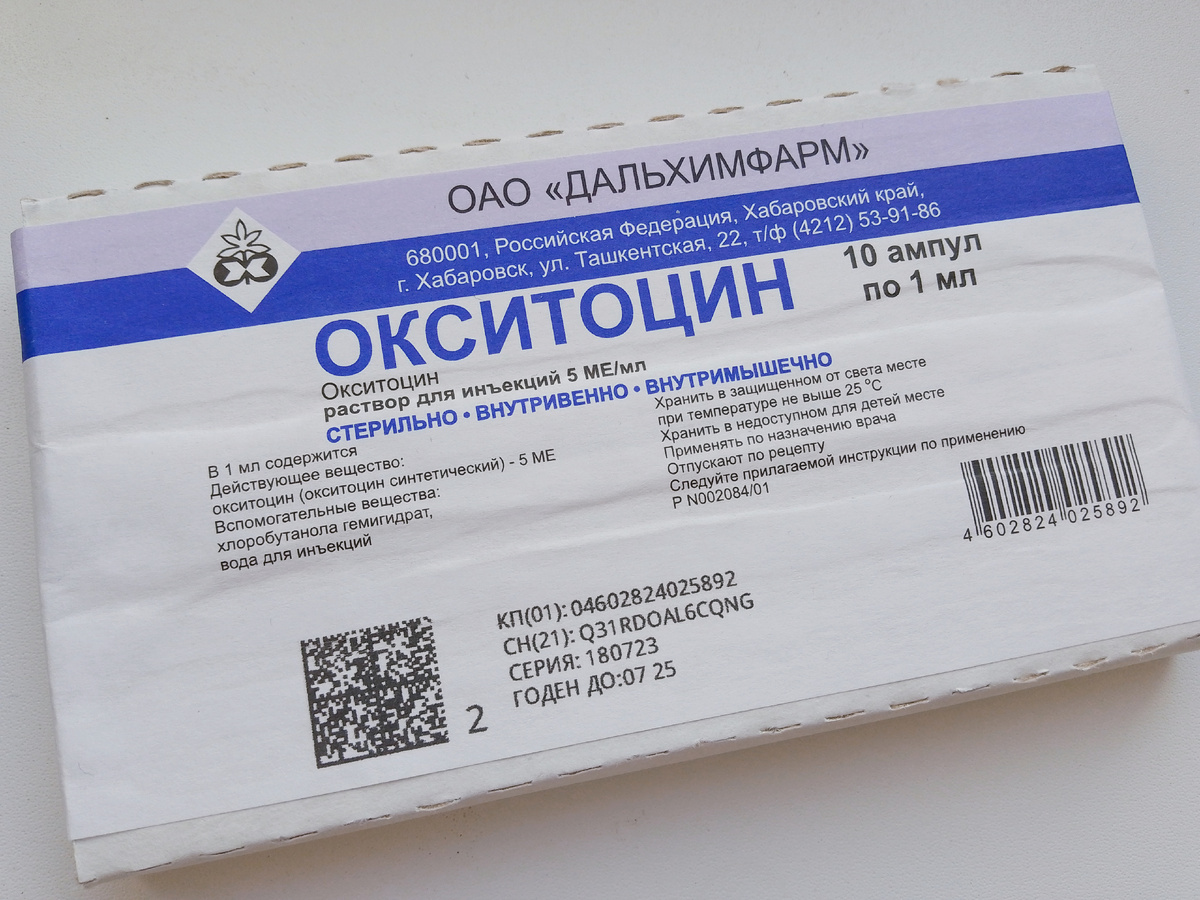 ОАО «ДАЛЬХИМФАРМ»
680001, Российская Федерация, Хабаровский край,
г. Хабаровск, ул. Ташкентская, 22, т/ф (4212) 53-91-86
ОКСИТОЦИН
10 ампул
по 1 мл
Окситоцин
раствор для инъекций 5 МЕ/мл
СТЕРИЛЬНО • ВНУТРИВЕННО • ВНУТРИМЫШЕЧНО
В 1 мл содержится
Действующее вещество:
окситоцин (окситоцин синтетический) - 5 МЕ
Вспомогательные вещества:
хлоробутанола гемигидрат,
вода для инъекций
Хранить в защищенном от света месте
при температуре не выше 25 °С
Хранить в недоступном для детей месте
Применять по назначению врача
Отпускают по рецепту
Следуйте прилагаемой инструкции по применению
Р N002084/01
4 602824 025892
КП(01): 04602824025892
СН(21): Q31RDOAL6CQNG
СЕРИЯ: 180723
ГОДЕН ДО:07 25
2